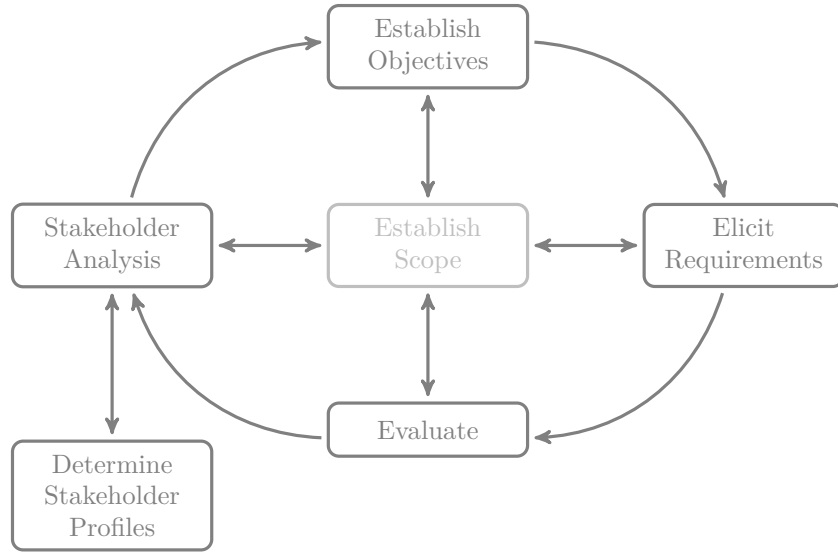 Establish
Objectives
Stakeholder
Analysis
Establish
Scope
Elicit
Requirements
Evaluate
Determine
Stakeholder
Profiles